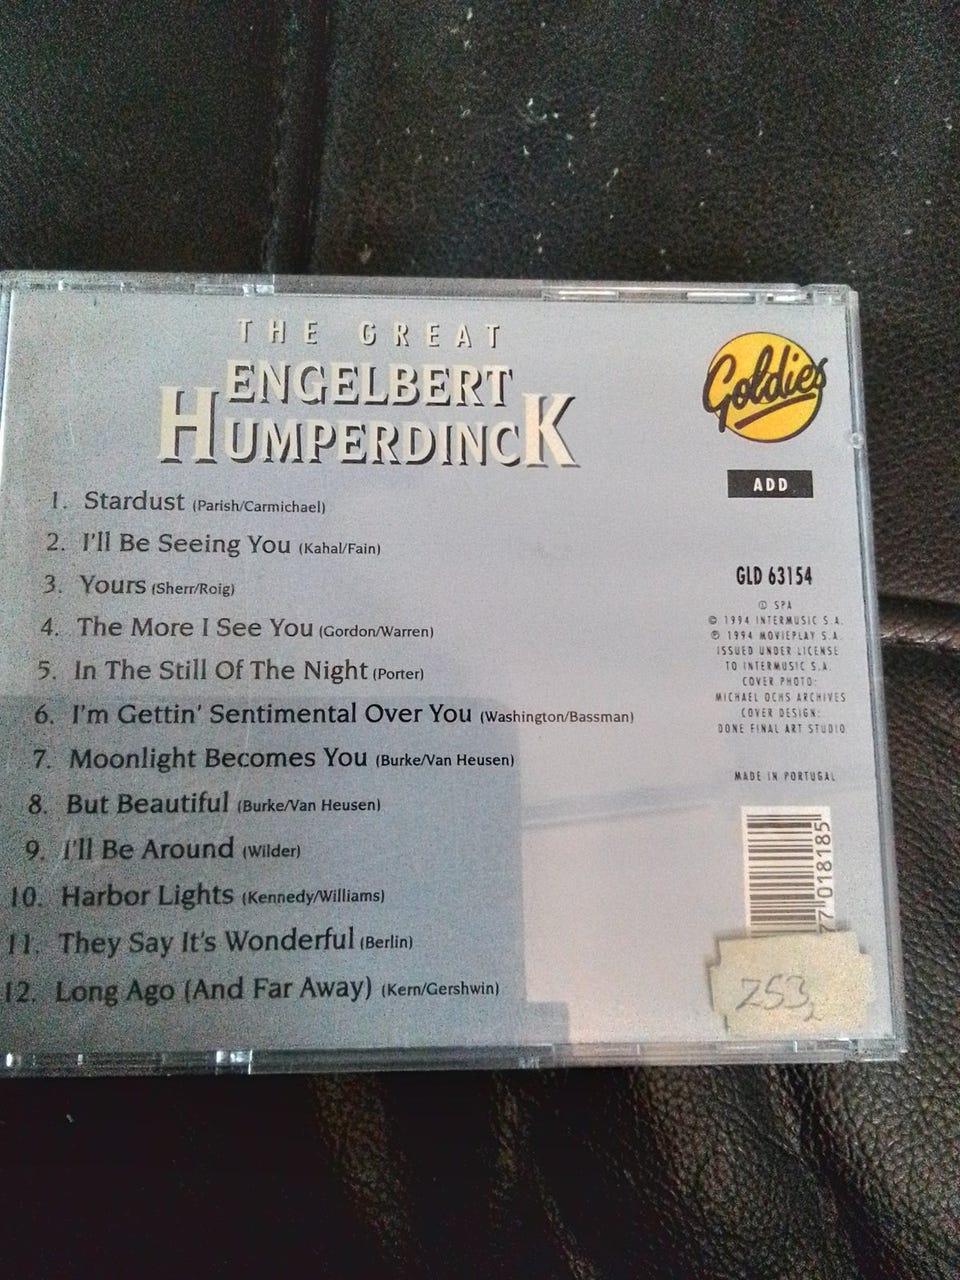 THE GREAT
ENGELBERT
HUMPERDINCK
1. Stardust (Parish/Carmichael)
2. I'll Be Seeing You (Kahal/Fain)
3. Yours (Sherr/Roig)
4. The More I See You (Gordon/Warren)
5. In The Still Of The Night (Porter)
6. I'm Gettin' Sentimental Over You (Washington/Bassman)
7. Moonlight Becomes You (Burke/Van Heusen)
8. But Beautiful (Burke/Van Heusen)
9. I'll Be Around (Wilder)
10. Harbor Lights (Kennedy/Williams)
11. They Say It's Wonderful (Berlin)
12. Long Ago (And Far Away) (Kern/Gershwin)
Goldies
ADD
GLD 63154
SPA
© 1994 INTERMUSIC S.A.
℗ 1994 MOVIEPLAY S.A.
ISSUED UNDER LICENSE
TO INTERMUSIC S.A.
COVER PHOTO:
MICHAEL OCHS ARCHIVES
COVER DESIGN:
DONE FINAL ART STUDIO
MADE IN PORTUGAL
7 018185